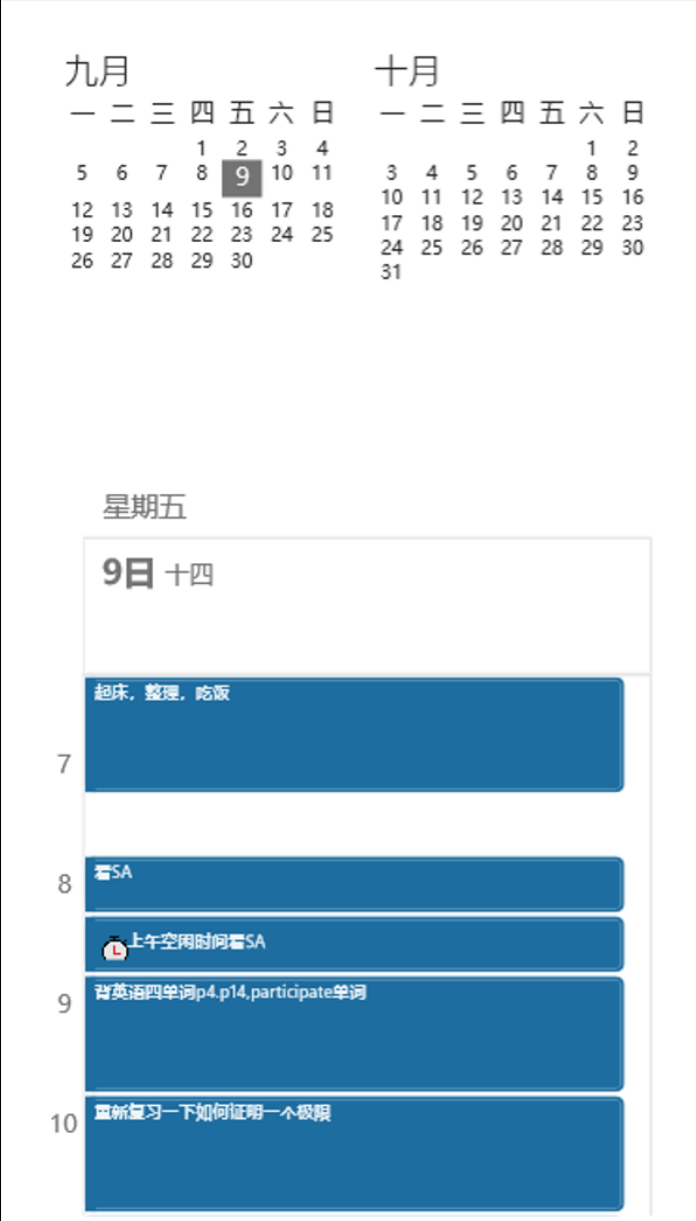 九月
一 二 三 四 五 六 日
1 2 3 4
5 6 7 8 9 10 11
12 13 14 15 16 17 18
19 20 21 22 23 24 25
26 27 28 29 30
十月
一 二 三 四 五 六 日
1 2
3 4 5 6 7 8 9
10 11 12 13 14 15 16
17 18 19 20 21 22 23
24 25 26 27 28 29 30
31
星期五
9日 十四
起床，整理，吃饭
7
看SA
8
上午空闲时间看SA
背英语四单词p4.p14,participate单词
9
重新复习一下如何证明一个极限
10